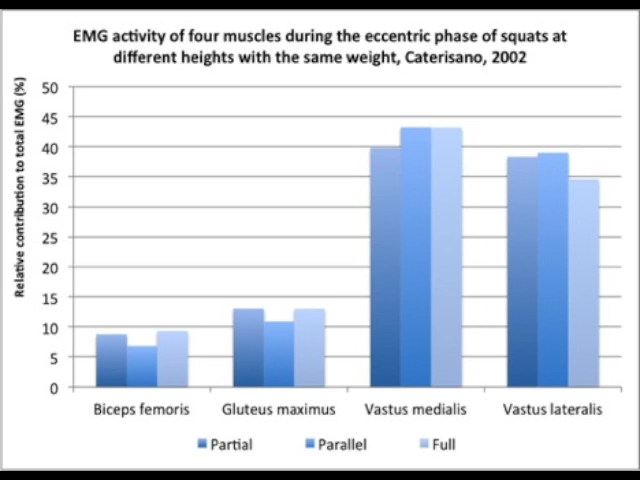 EMG activity of four muscles during the eccentric phase of squats at
different heights with the same weight, Caterisano, 2002
Relative contribution to total EMG (%)
50
45
40
35
30
25
20
15
10
5
0
Biceps femoris Gluteus maximus Vastus medialis Vastus lateralis
Partial Parallel Full